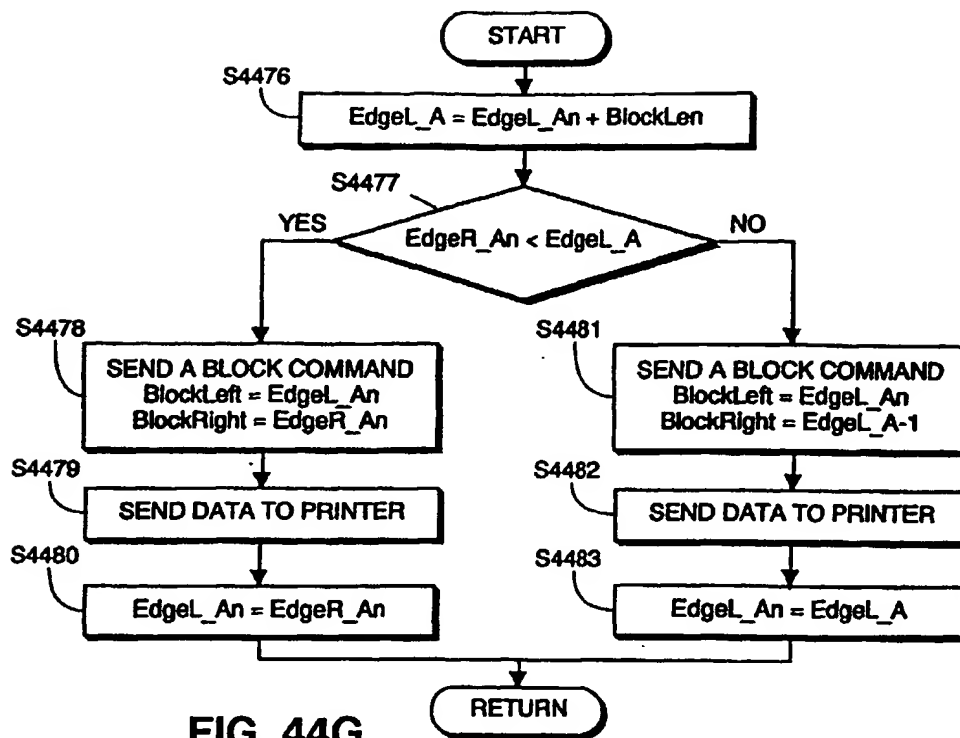 START
S4476
EdgeL_A = EdgeL_An + BlockLen
S4477
YES
EdgeR_An < EdgeL_A
NO
S4478
SEND A BLOCK COMMAND
BlockLeft = EdgeL_An
BlockRight = EdgeR_An
S4481
SEND A BLOCK COMMAND
BlockLeft = EdgeL_An
BlockRight = EdgeL_A-1
S4479
SEND DATA TO PRINTER
S4482
SEND DATA TO PRINTER
S4480
EdgeL_An = EdgeR_An
S4483
EdgeL_An = EdgeL_A
RETURN
FIG. 44G